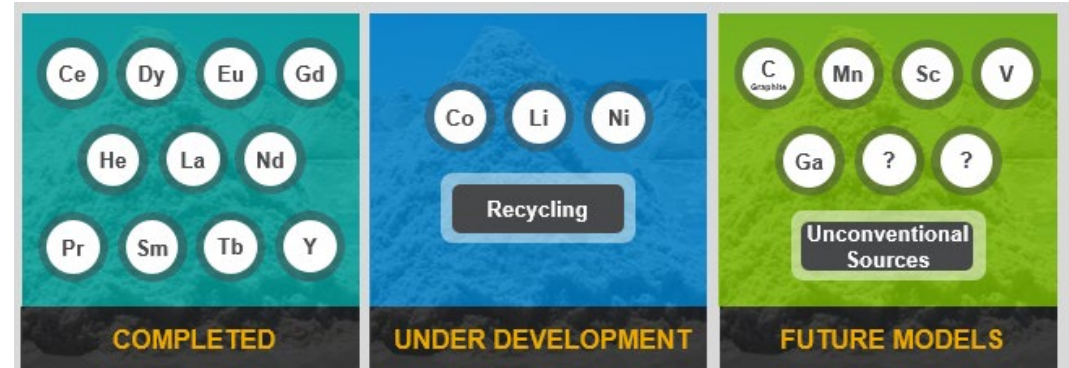 Ce Dy Eu Gd
He La Nd
Pr Sm Tb Y
COMPLETED
Co Li Ni
Recycling
UNDER DEVELOPMENT
C Mn Sc V
Graphite
Ga ? ?
Unconventional
Sources
FUTURE MODELS